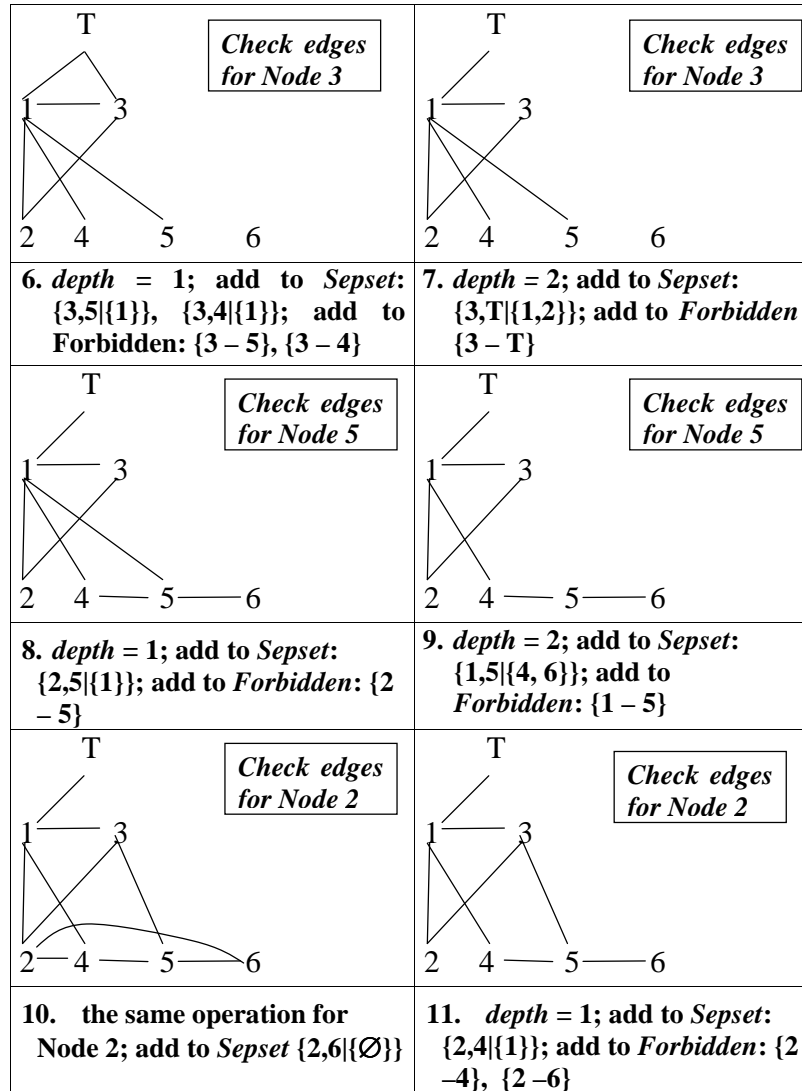 T
Check edges
for Node 3
1 3
2 4 5 6
6. depth = 1; add to Sepset:
{3,5|{1}}, {3,4|{1}}; add to
Forbidden: {3 – 5}, {3 – 4}
T
Check edges
for Node 3
1 3
2 4 5 6
7. depth = 2; add to Sepset:
{3,T|{1,2}}; add to Forbidden
{3 – T}
T
Check edges
for Node 5
1 3
2 4 5 6
8. depth = 1; add to Sepset:
{2,5|{1}}; add to Forbidden: {2
– 5}
T
Check edges
for Node 5
1 3
2 4 5 6
9. depth = 2; add to Sepset:
{1,5|{4, 6}}; add to
Forbidden: {1 – 5}
T
Check edges
for Node 2
1 3
2 4 5 6
10. the same operation for
Node 2; add to Sepset {2,6|{∅}}
T
Check edges
for Node 2
1 3
2 4 5 6
11. depth = 1; add to Sepset:
{2,4|{1}}; add to Forbidden: {2
–4}, {2 –6}